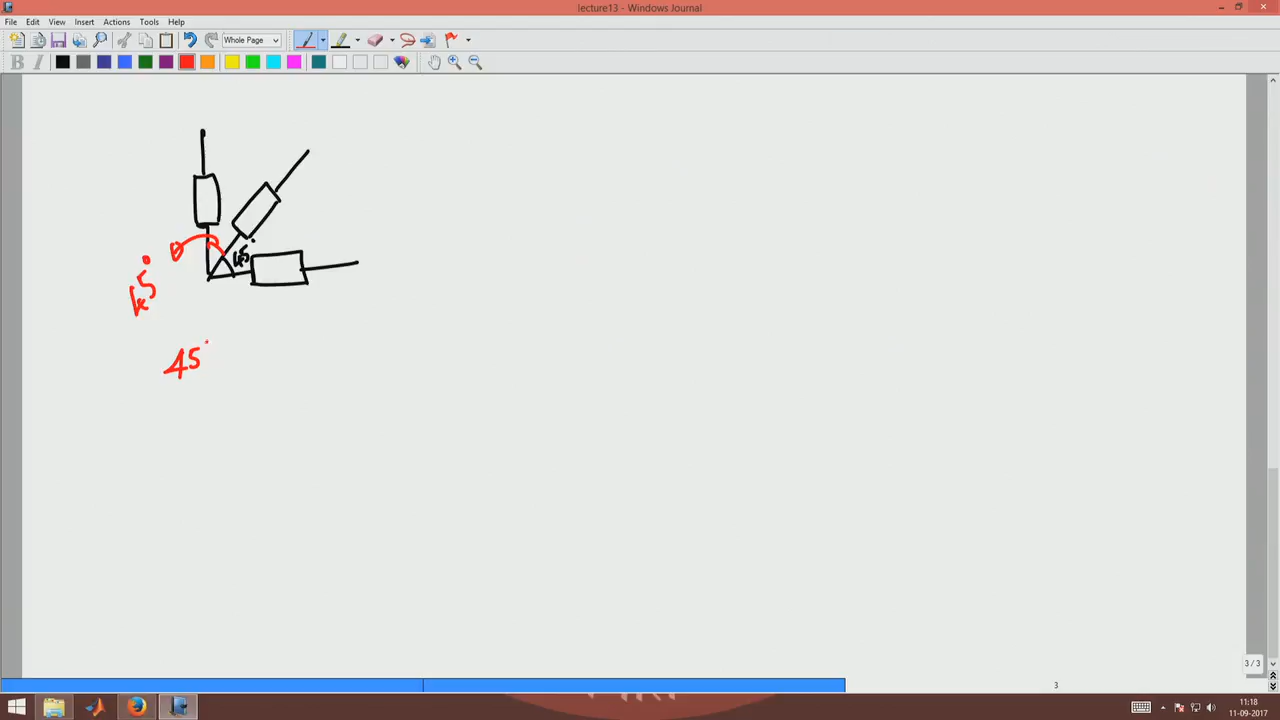 lecture13 - Windows Journal
File Edit View Insert Actions Tools Help
Whole Page
B I
45°
45°
45°
3 / 3
3
11:18
11-09-2017